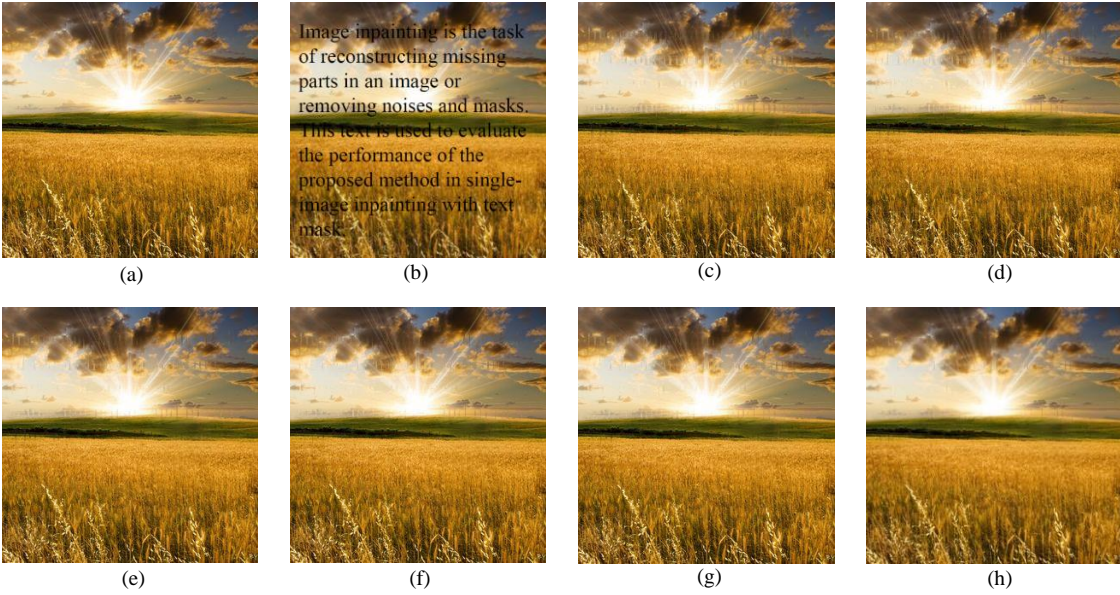 Image inpainting is the task
of reconstructing missing
parts in an image or
removing noises and masks.
This text is used to evaluate
the performance of the
proposed method in single-
image inpainting with text
mask.
(a)
(b)
(c)
(d)
(e)
(f)
(g)
(h)